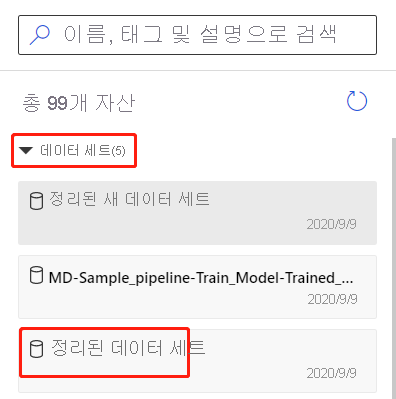 이름, 태그 및 설명으로 검색
총 99개 자산
데이터 세트(5)
정리된 새 데이터 세트
2020/9/9
MD-Sample_pipeline-Train_Model-Trained_...
2020/9/9
정리된 데이터 세트
2020/9/9